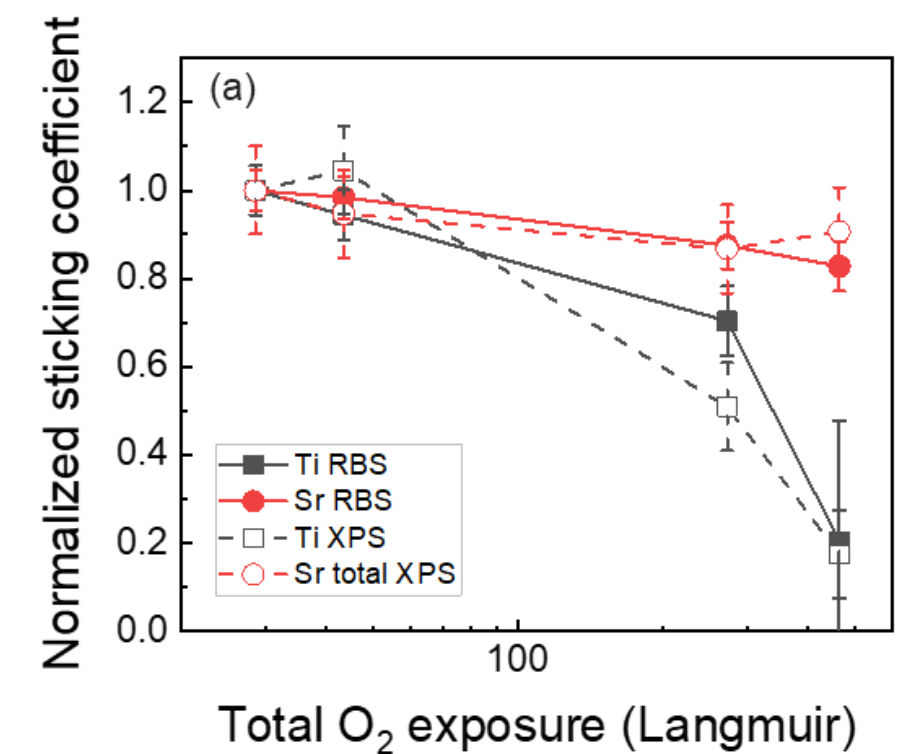 Normalized sticking coefficient
(a)
1.2
1.0
0.8
0.6
0.4
0.2
0.0
Ti RBS
Sr RBS
Ti XPS
Sr total XPS
100
Total O₂ exposure (Langmuir)